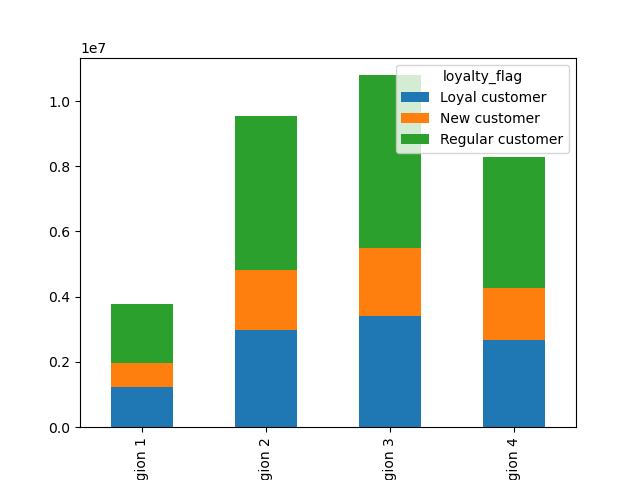 1e7
1.0
0.8
0.6
0.4
0.2
0.0
loyalty_flag
Loyal customer
New customer
Regular customer
gion 1
gion 2
gion 3
gion 4